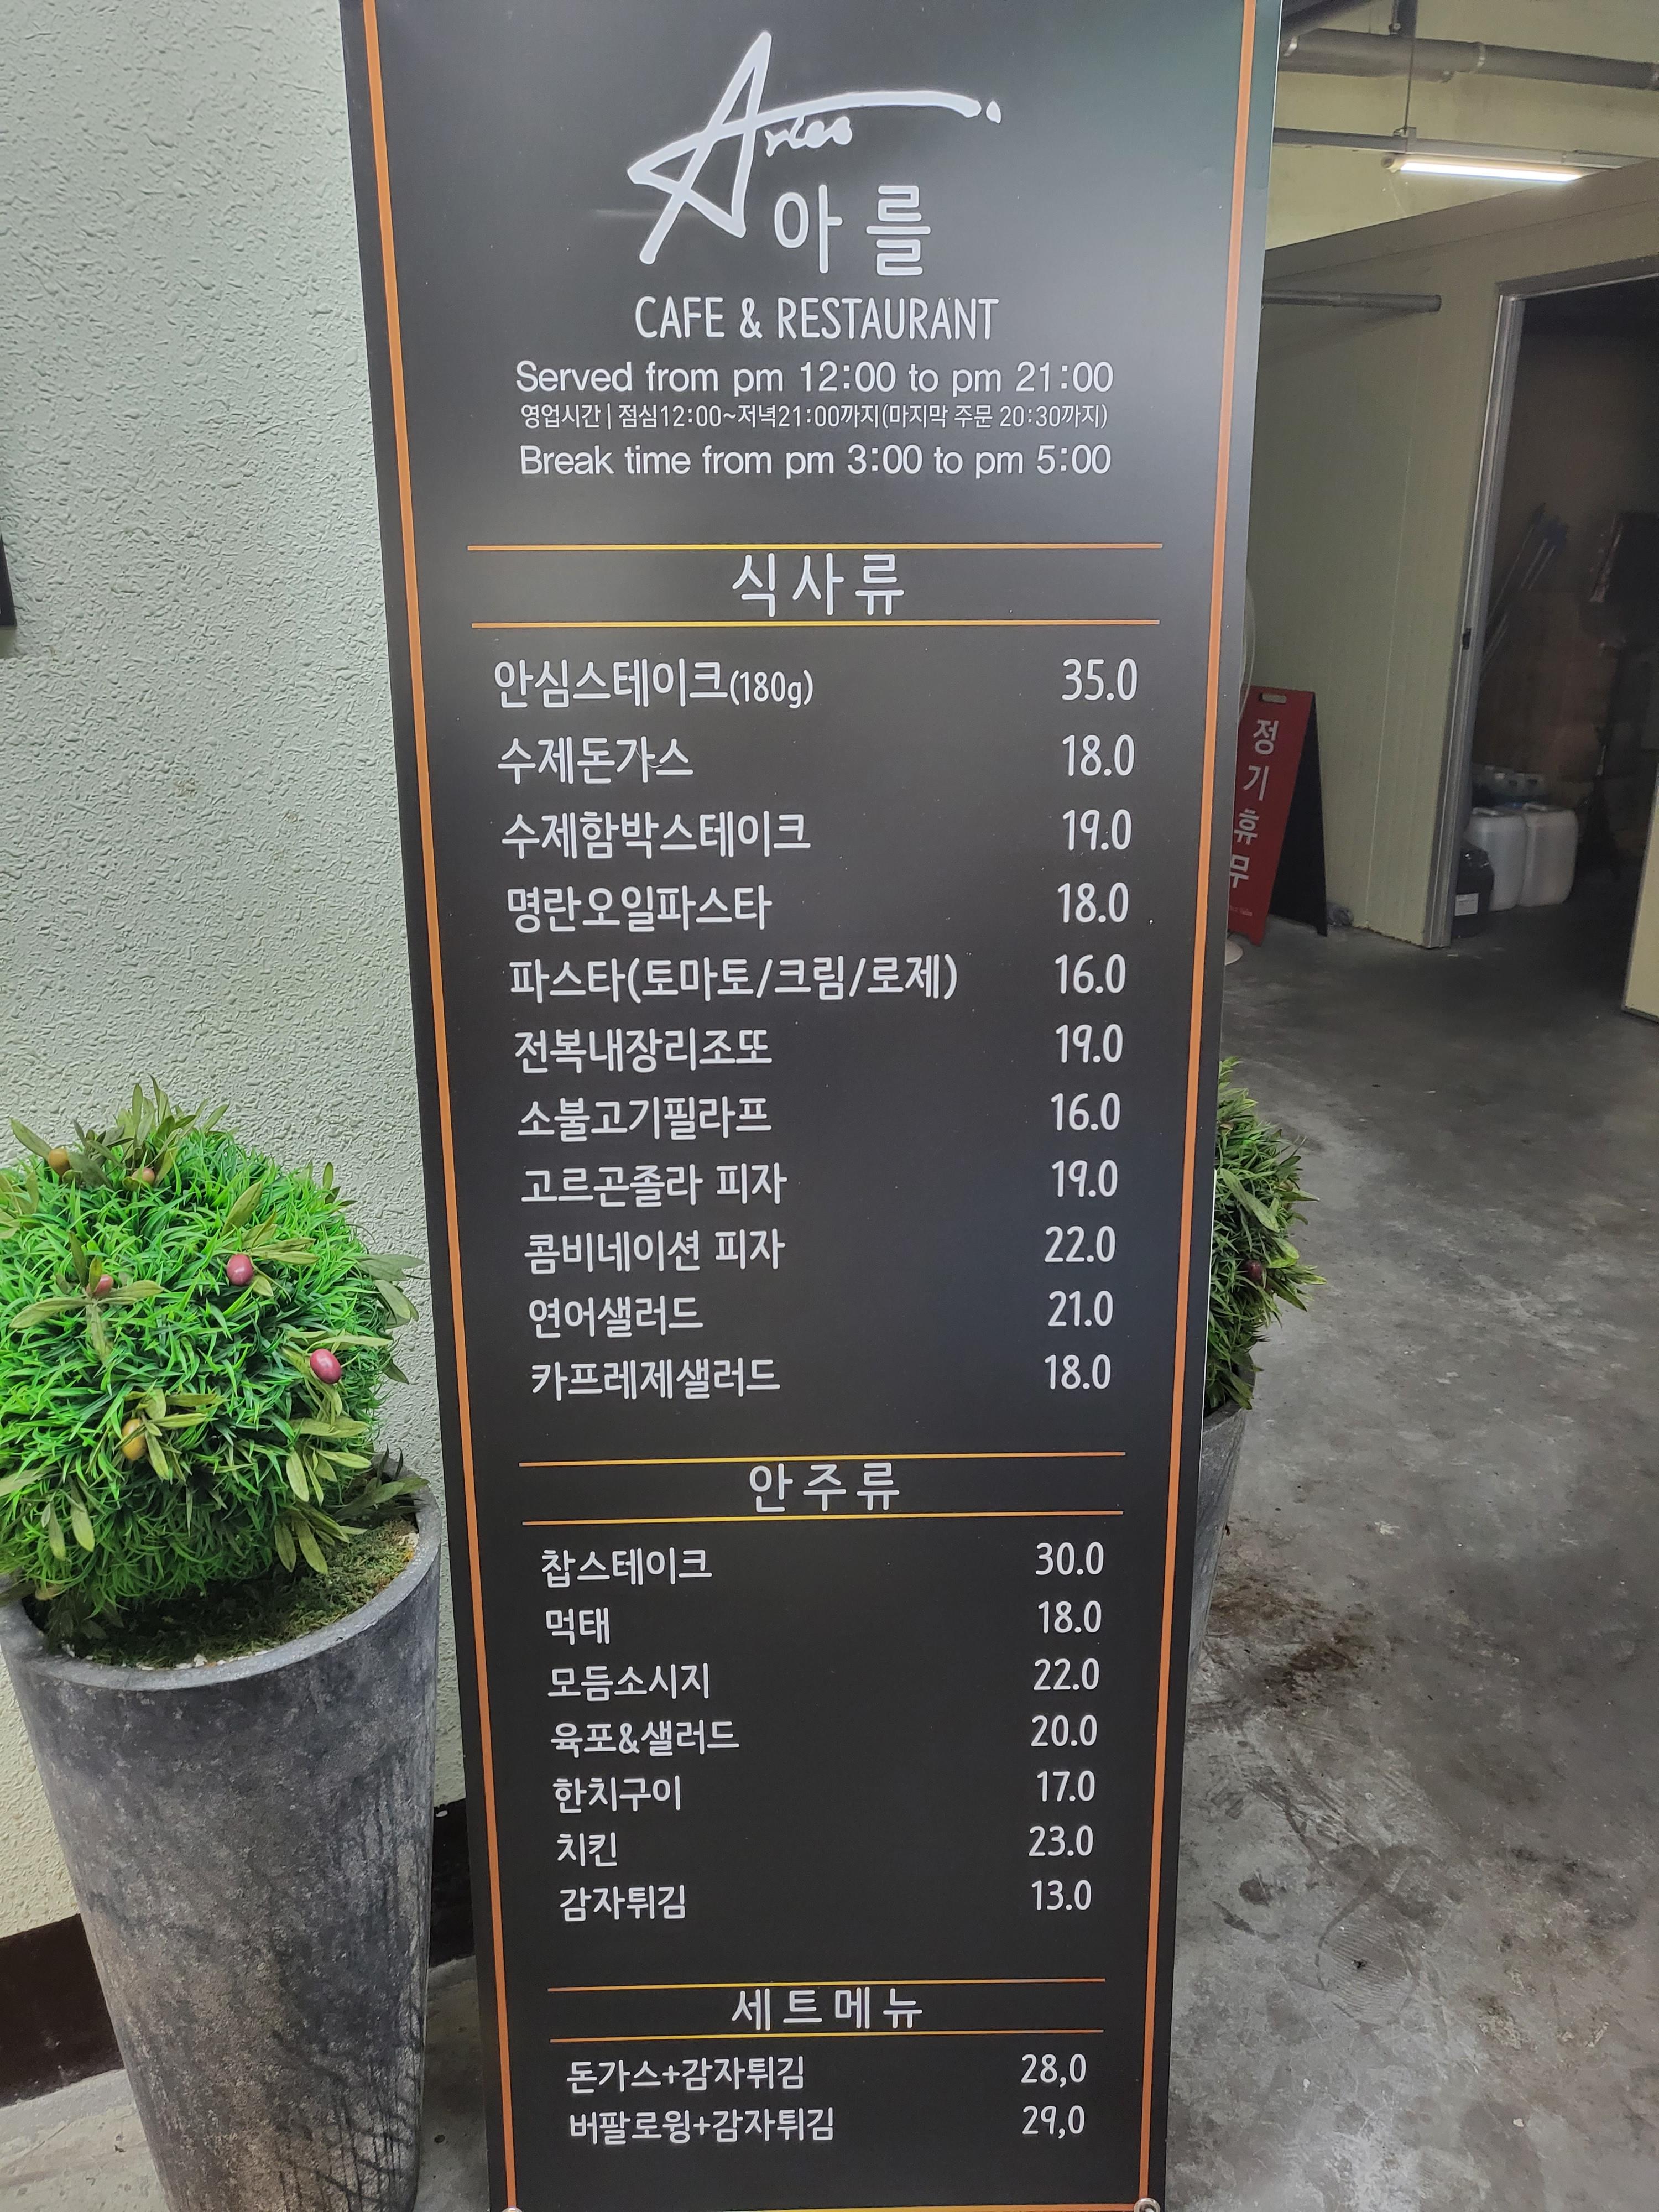 Arles
아를
CAFE & RESTAURANT
Served from pm 12:00 to pm 21:00
영업시간 | 점심12:00~저녁21:00까지(마지막 주문 20:30까지)
Break time from pm 3:00 to pm 5:00
식사류
안심스테이크(180g) 35.0
수제돈가스 18.0
수제함박스테이크 19.0
명란오일파스타 18.0
파스타(토마토/크림/로제) 16.0
전복내장리조또 19.0
소불고기필라프 16.0
고르곤졸라 피자 19.0
콤비네이션 피자 22.0
연어샐러드 21.0
카프레제샐러드 18.0
안주류
찹스테이크 30.0
먹태 18.0
모듬소시지 22.0
육포&샐러드 20.0
한치구이 17.0
치킨 23.0
감자튀김 13.0
세트메뉴
돈가스+감자튀김 28,0
버팔로윙+감자튀김 29,0
정기휴무